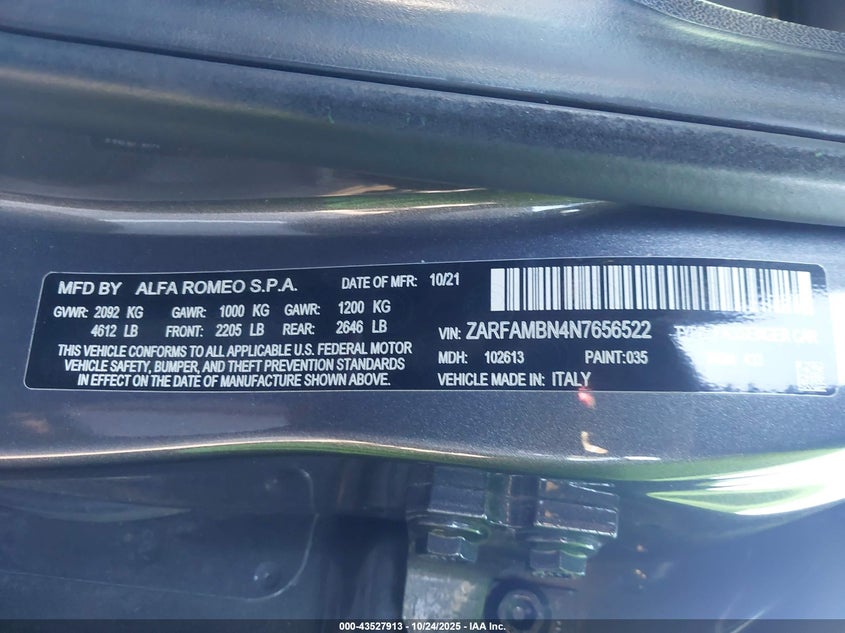 MFD BY ALFA ROMEO S.P.A. DATE OF MFR: 10/21
GVWR: 2092 KG GAWR: 1000 KG GAWR: 1200 KG
4612 LB FRONT: 2205 LB REAR: 2646 LB
THIS VEHICLE CONFORMS TO ALL APPLICABLE U.S. FEDERAL MOTOR
VEHICLE SAFETY, BUMPER, AND THEFT PREVENTION STANDARDS
IN EFFECT ON THE DATE OF MANUFACTURE SHOWN ABOVE.
VIN: ZARFAMBN4N7656522
MDH: 102613 PAINT:035
VEHICLE MADE IN: ITALY
000-43527913 - 10/24/2025 - IAA Inc.